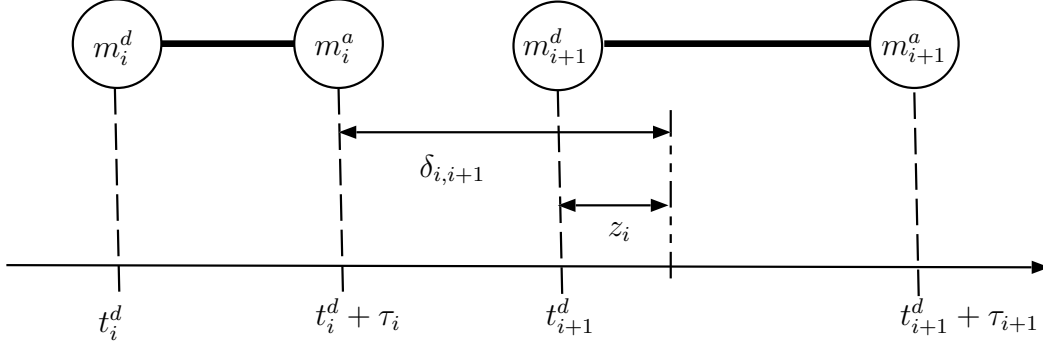 m_i^d m_i^a m_{i+1}^d m_{i+1}^a
δ_{i,i+1}
z_i
t_i^d t_i^d + τ_i t_{i+1}^d t_{i+1}^d + τ_{i+1}